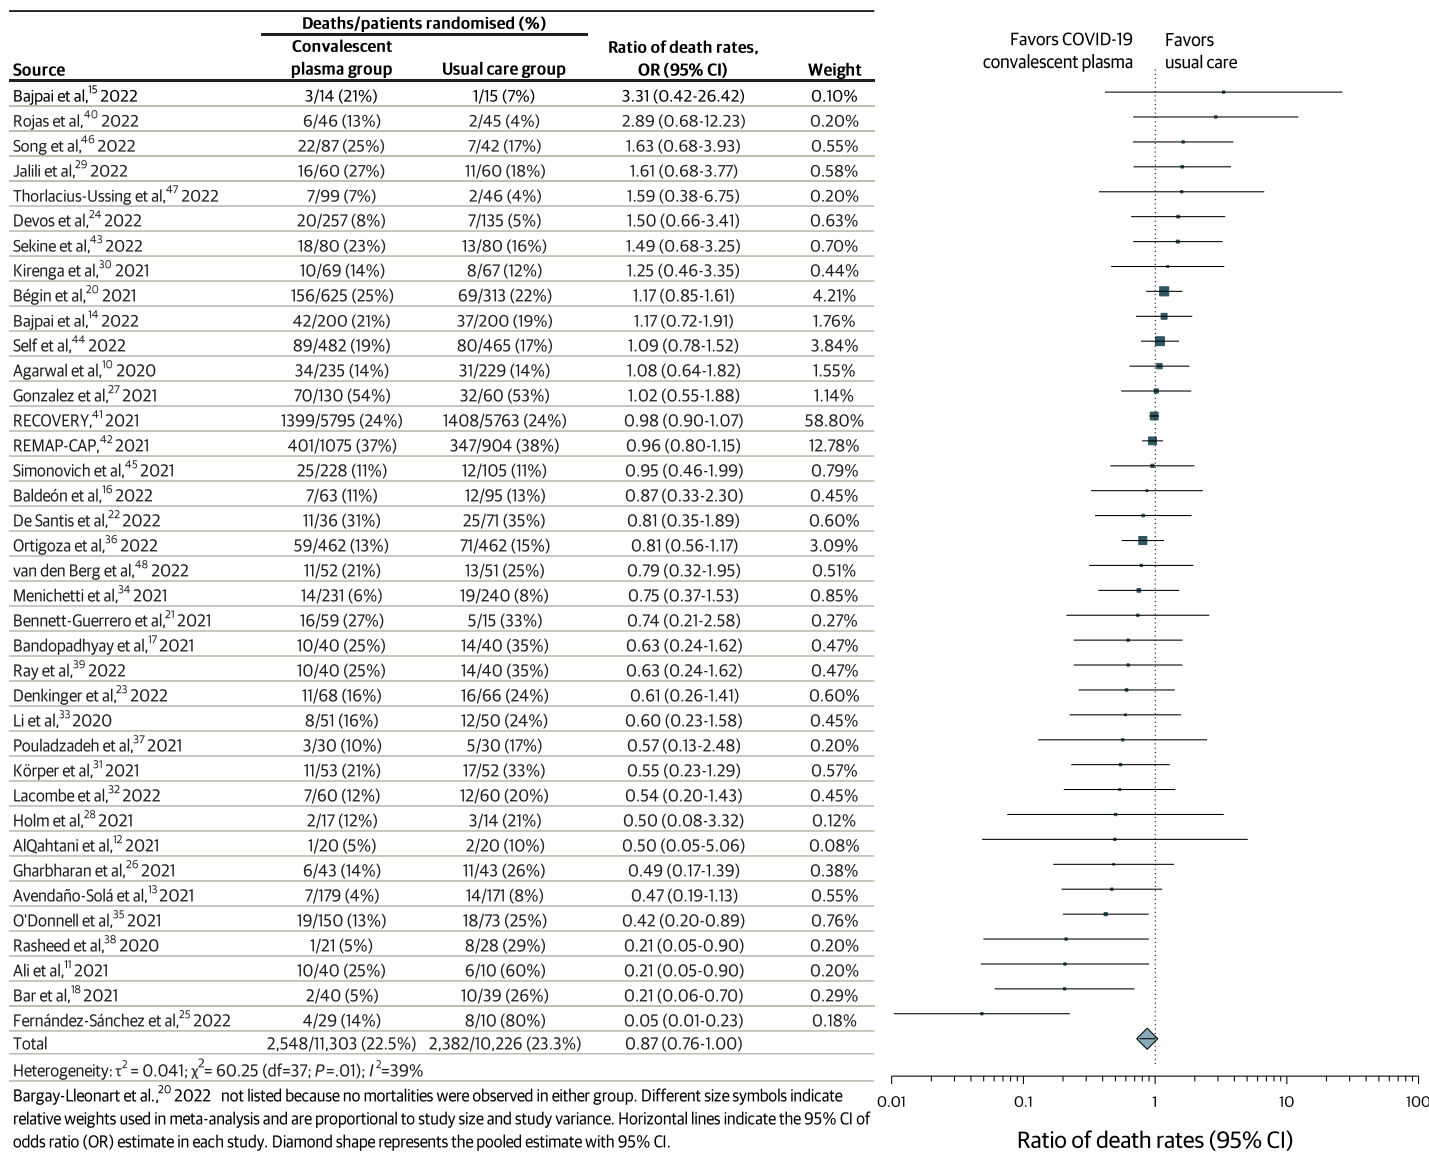 Deaths/patients randomised (%)
Source Convalescent plasma group Usual care group Ratio of death rates, OR (95% CI) Weight
Favors COVID-19 convalescent plasma
Favors usual care
Bajpai et al,15 2022 3/14 (21%) 1/15 (7%) 3.31 (0.42-26.42) 0.10%
Rojas et al,40 2022 6/46 (13%) 2/45 (4%) 2.89 (0.68-12.23) 0.20%
Song et al,46 2022 22/87 (25%) 7/42 (17%) 1.63 (0.68-3.93) 0.55%
Jalili et al,29 2022 16/60 (27%) 11/60 (18%) 1.61 (0.68-3.77) 0.58%
Thorlacius-Ussing et al,47 2022 7/99 (7%) 2/46 (4%) 1.59 (0.38-6.75) 0.20%
Devos et al,24 2022 20/257 (8%) 7/135 (5%) 1.50 (0.66-3.41) 0.63%
Sekine et al,43 2022 18/80 (23%) 13/80 (16%) 1.49 (0.68-3.25) 0.70%
Kirenga et al,30 2021 10/69 (14%) 8/67 (12%) 1.25 (0.46-3.35) 0.44%
Bégin et al,20 2021 156/625 (25%) 69/313 (22%) 1.17 (0.85-1.61) 4.21%
Bajpai et al,14 2022 42/200 (21%) 37/200 (19%) 1.17 (0.72-1.91) 1.76%
Self et al,44 2022 89/482 (19%) 80/465 (17%) 1.09 (0.78-1.52) 3.84%
Agarwal et al,10 2020 34/235 (14%) 31/229 (14%) 1.08 (0.64-1.82) 1.55%
Gonzalez et al,27 2021 70/130 (54%) 32/60 (53%) 1.02 (0.55-1.88) 1.14%
RECOVERY,41 2021 1399/5795 (24%) 1408/5763 (24%) 0.98 (0.90-1.07) 58.80%
REMAP-CAP,42 2021 401/1075 (37%) 347/904 (38%) 0.96 (0.80-1.15) 12.78%
Simonovich et al,45 2021 25/228 (11%) 12/105 (11%) 0.95 (0.46-1.99) 0.79%
Baldeón et al,16 2022 7/63 (11%) 12/95 (13%) 0.87 (0.33-2.30) 0.45%
De Santis et al,22 2022 11/36 (31%) 25/71 (35%) 0.81 (0.35-1.89) 0.60%
Ortigoza et al,36 2022 59/462 (13%) 71/462 (15%) 0.81 (0.56-1.17) 3.09%
van den Berg et al,48 2022 11/52 (21%) 13/51 (25%) 0.79 (0.32-1.95) 0.51%
Menichetti et al,34 2021 14/231 (6%) 19/240 (8%) 0.75 (0.37-1.53) 0.85%
Bennett-Guerrero et al,21 2021 16/59 (27%) 5/15 (33%) 0.74 (0.21-2.58) 0.27%
Bandopadhyay et al,17 2021 10/40 (25%) 14/40 (35%) 0.63 (0.24-1.62) 0.47%
Ray et al,39 2022 10/40 (25%) 14/40 (35%) 0.63 (0.24-1.62) 0.47%
Denkinger et al,23 2022 11/68 (16%) 16/66 (24%) 0.61 (0.26-1.41) 0.60%
Li et al,33 2020 8/51 (16%) 12/50 (24%) 0.60 (0.23-1.58) 0.45%
Pouladzadeh et al,37 2021 3/30 (10%) 5/30 (17%) 0.57 (0.13-2.48) 0.20%
Körper et al,31 2021 11/53 (21%) 17/52 (33%) 0.55 (0.23-1.29) 0.57%
Lacombe et al,32 2022 7/60 (12%) 12/60 (20%) 0.54 (0.20-1.43) 0.45%
Holm et al,28 2021 2/17 (12%) 3/14 (21%) 0.50 (0.08-3.32) 0.12%
AlQahtani et al,12 2021 1/20 (5%) 2/20 (10%) 0.50 (0.05-5.06) 0.08%
Gharbharan et al,26 2021 6/43 (14%) 11/43 (26%) 0.49 (0.17-1.39) 0.38%
Avendaño-Solá et al,13 2021 7/179 (4%) 14/171 (8%) 0.47 (0.19-1.13) 0.55%
O'Donnell et al,35 2021 19/150 (13%) 18/73 (25%) 0.42 (0.20-0.89) 0.76%
Rasheed et al,38 2020 1/21 (5%) 8/28 (29%) 0.21 (0.05-0.90) 0.20%
Ali et al,11 2021 10/40 (25%) 6/10 (60%) 0.21 (0.05-0.90) 0.20%
Bar et al,18 2021 2/40 (5%) 10/39 (26%) 0.21 (0.06-0.70) 0.29%
Fernández-Sánchez et al,25 2022 4/29 (14%) 8/10 (80%) 0.05 (0.01-0.23) 0.18%
Total 2,548/11,303 (22.5%) 2,382/10,226 (23.3%) 0.87 (0.76-1.00)
Heterogeneity: τ2 = 0.041; χ2= 60.25 (df=37; P=.01); I2=39%
Bargay-Lleonart et al.,20 2022 not listed because no mortalities were observed in either group. Different size symbols indicate
relative weights used in meta-analysis and are proportional to study size and study variance. Horizontal lines indicate the 95% CI of
odds ratio (OR) estimate in each study. Diamond shape represents the pooled estimate with 95% CI.
0.01 0.1 1 10 100
Ratio of death rates (95% CI)